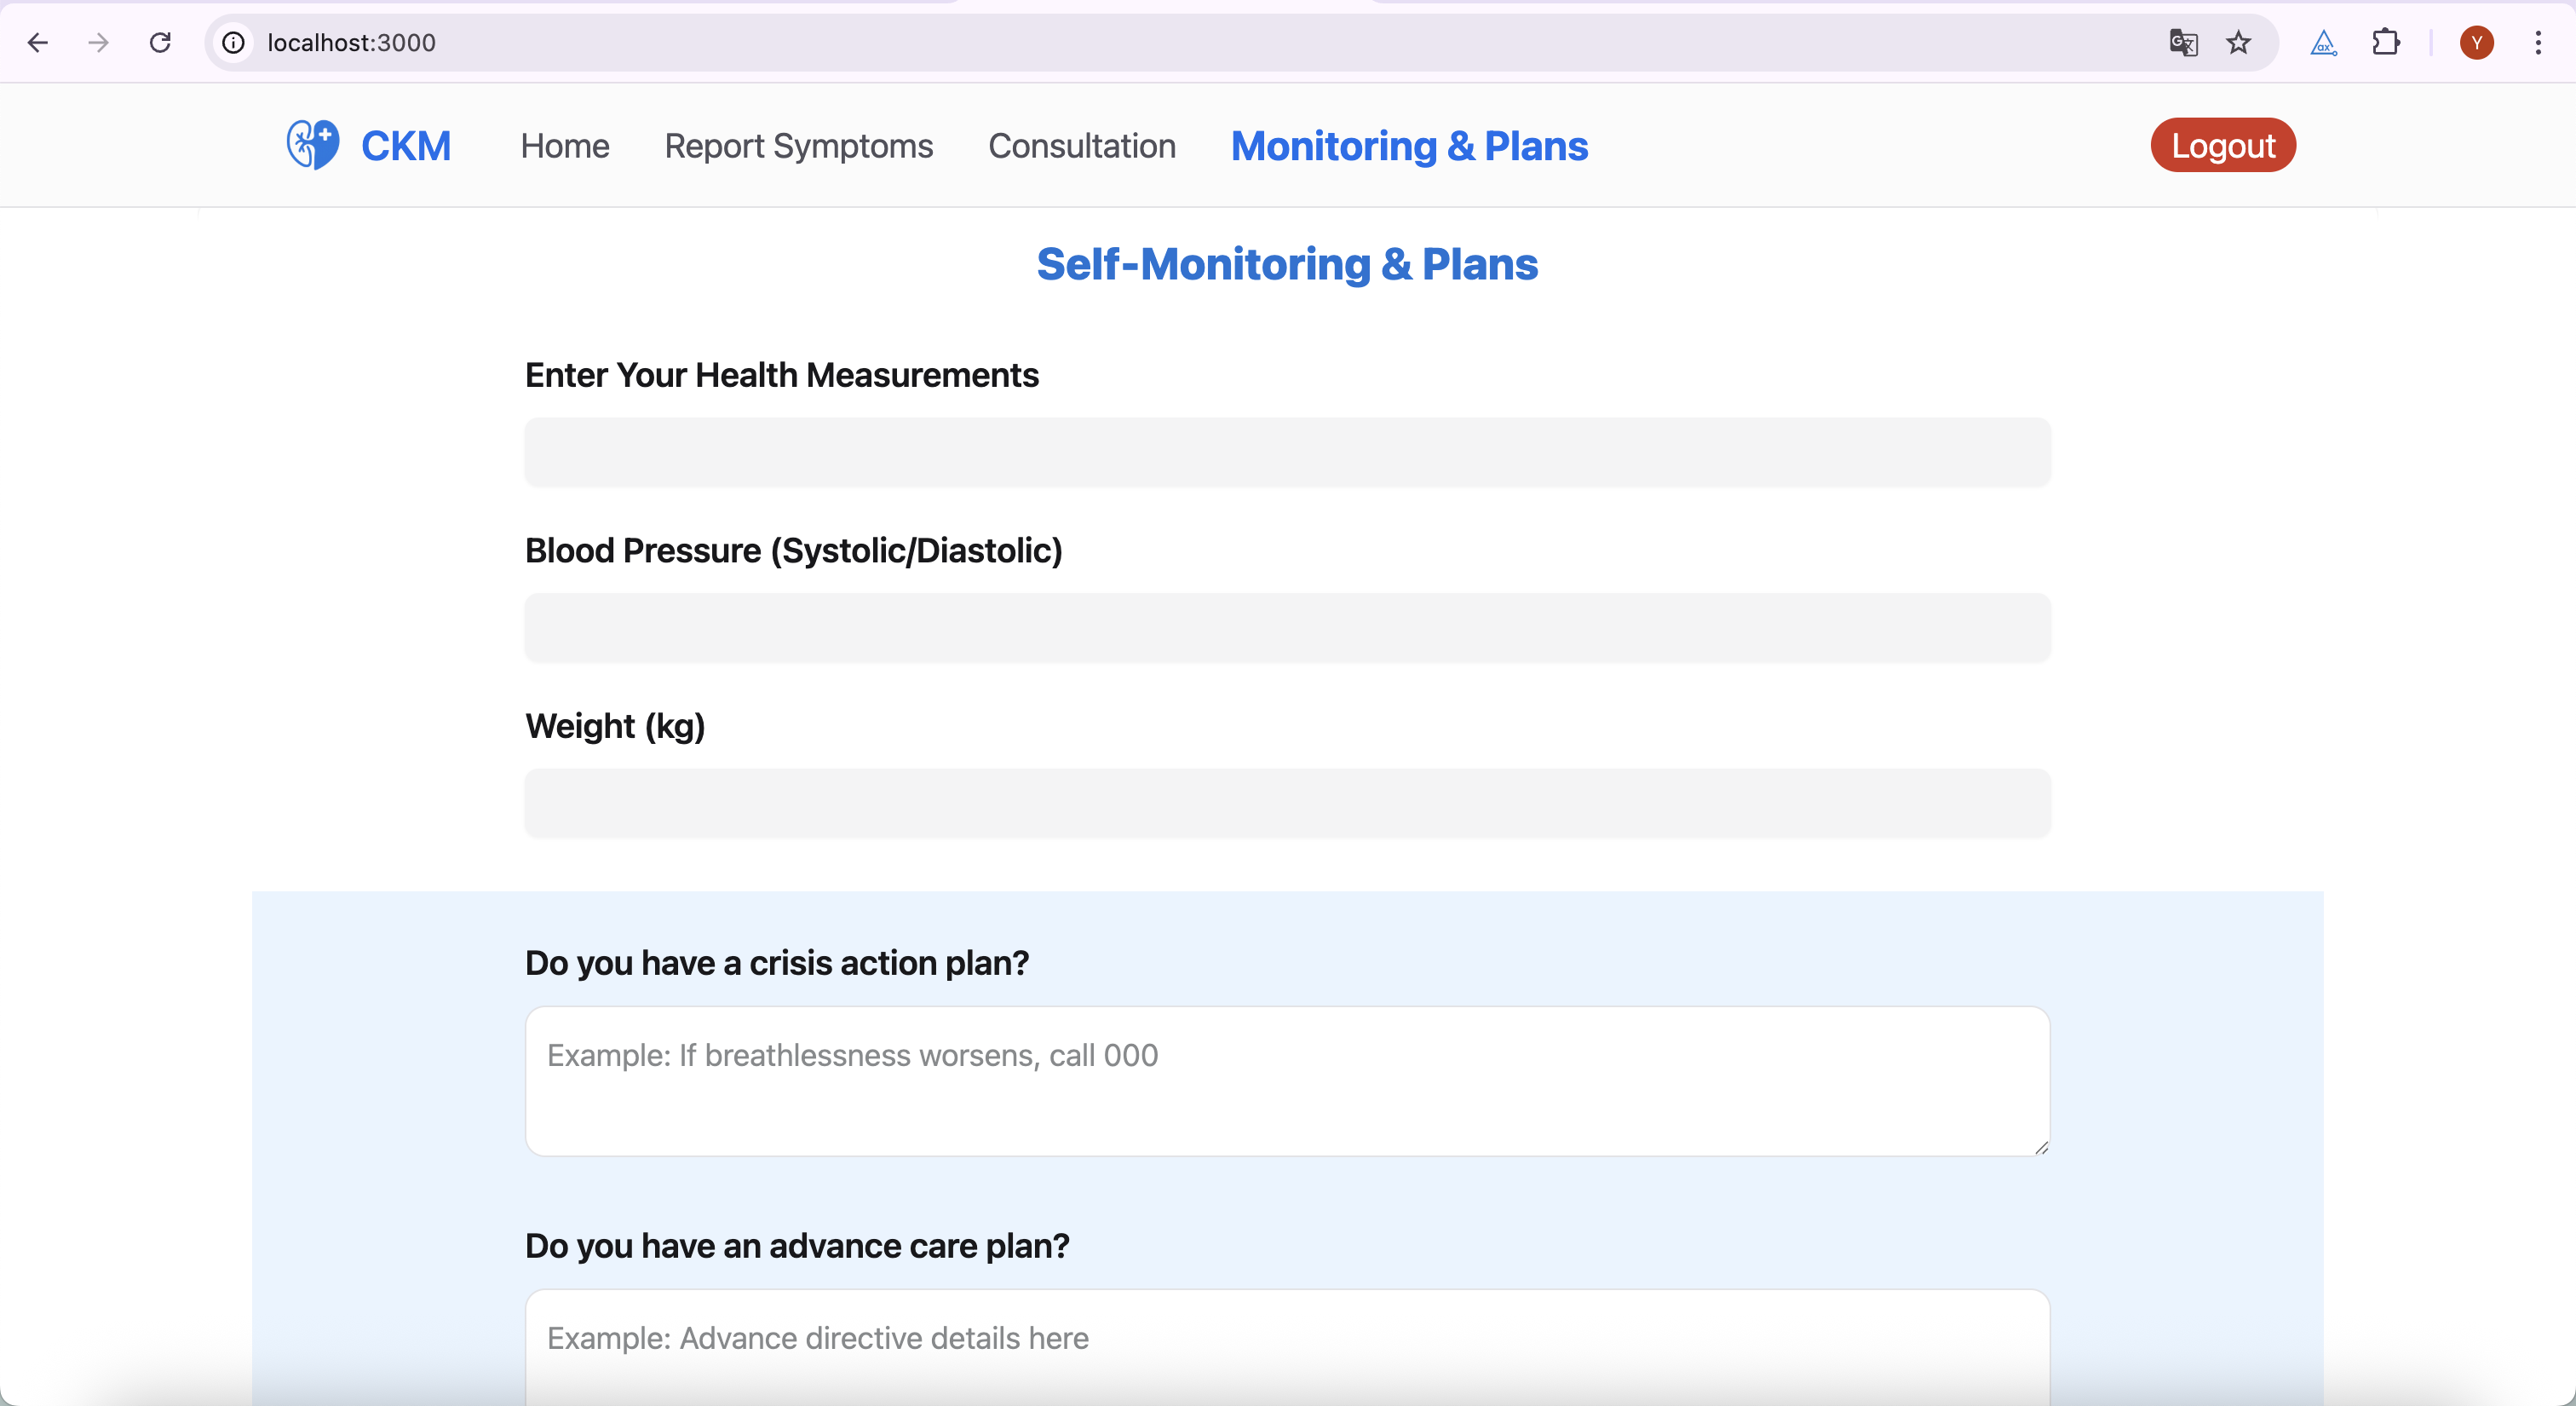 localhost:3000
Y
CKM
Home
Report Symptoms
Consultation
Monitoring & Plans
Logout
Self-Monitoring & Plans
Enter Your Health Measurements
Blood Pressure (Systolic/Diastolic)
Weight (kg)
Do you have a crisis action plan?
Example: If breathlessness worsens, call 000
Do you have an advance care plan?
Example: Advance directive details here